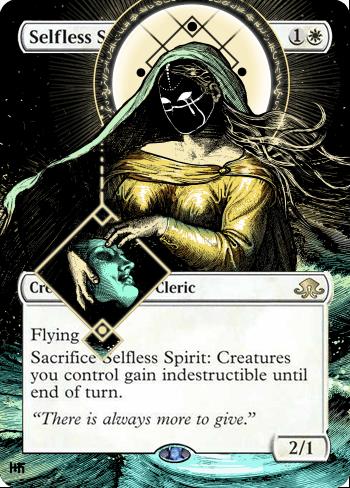 Selfless S 1
Cre Cleric
Flying
Sacrifice Selfless Spirit: Creatures
you control gain indestructible until
end of turn.
“There is always more to give.”
2/1